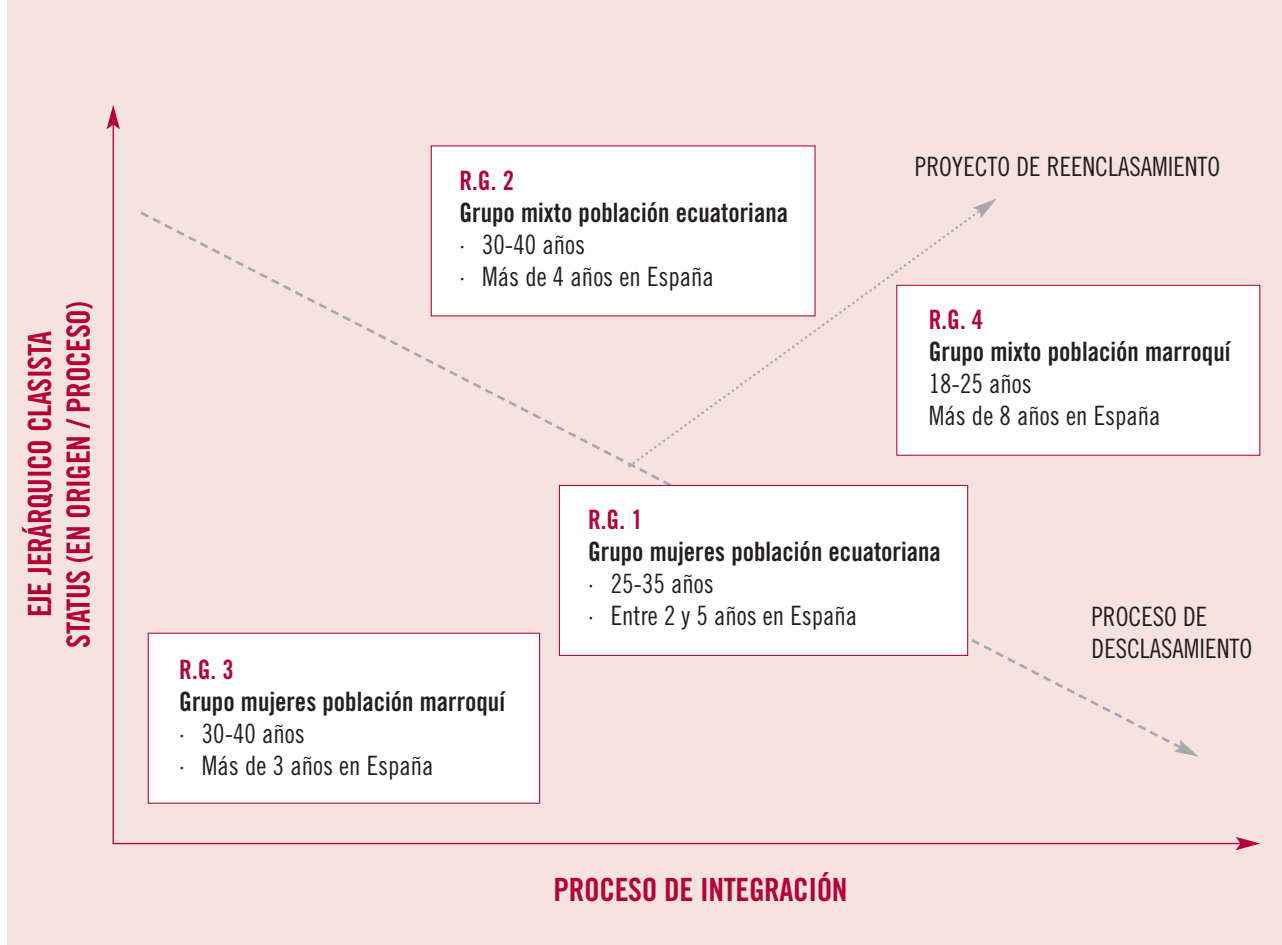 R.G. 2
Grupo mixto población ecuatoriana
· 30-40 años
· Más de 4 años en España
PROYECTO DE REENCLASAMIENTO
R.G. 4
Grupo mixto población marroquí
18-25 años
Más de 8 años en España
EJE JERÁRQUICO CLASISTA
STATUS (EN ORIGEN / PROCESO)
R.G. 1
Grupo mujeres población ecuatoriana
· 25-35 años
· Entre 2 y 5 años en España
PROCESO DE
DESCLASAMIENTO
R.G. 3
Grupo mujeres población marroquí
· 30-40 años
· Más de 3 años en España
PROCESO DE INTEGRACIÓN